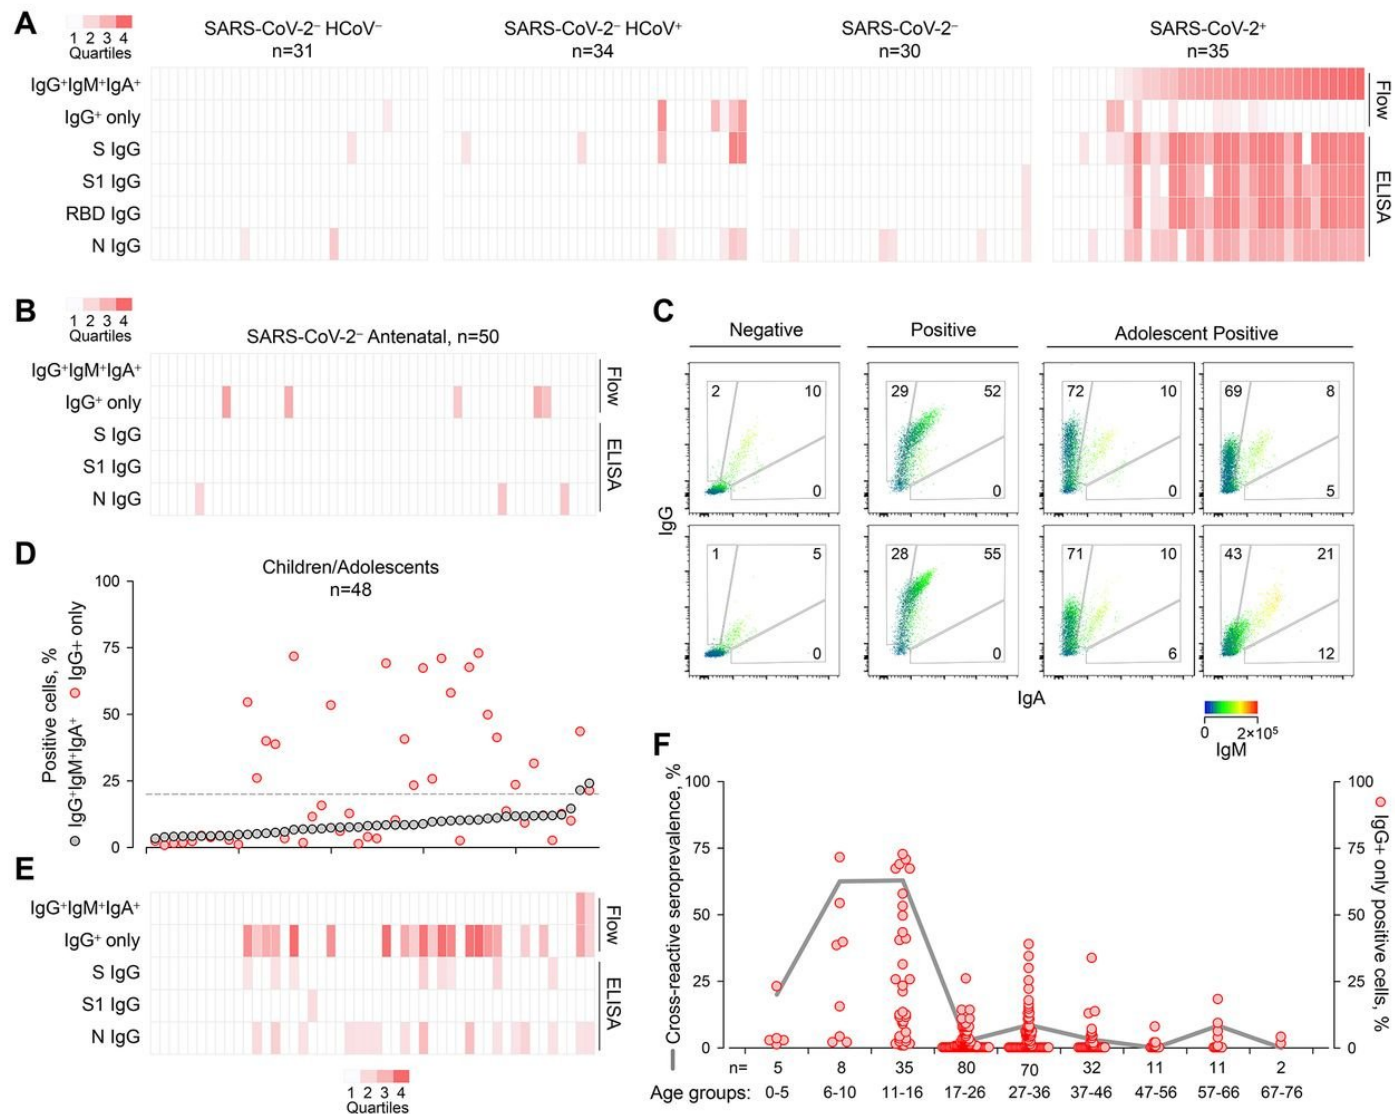 A
1 2 3 4
Quartiles
SARS-CoV-2⁻ HCoV⁻
n=31
SARS-CoV-2⁻ HCoV⁺
n=34
SARS-CoV-2⁻
n=30
SARS-CoV-2⁺
n=35
IgG⁺IgM⁺IgA⁺
IgG⁺ only
S IgG
S1 IgG
RBD IgG
N IgG
Flow
ELISA
B
1 2 3 4
Quartiles
SARS-CoV-2⁻ Antenatal, n=50
IgG⁺IgM⁺IgA⁺
IgG⁺ only
S IgG
S1 IgG
N IgG
Flow
ELISA
C
Negative
Positive
Adolescent Positive
2 10
0
29 52
0
72 10
0
69 8
5
1 5
0
28 55
0
71 10
6
43 21
12
IgG
IgA
0 2×10⁵
IgM
D
Children/Adolescents
n=48
Positive cells, %
IgG⁺IgM⁺IgA⁺
IgG+ only
100
75
50
25
0
E
IgG⁺IgM⁺IgA⁺
IgG⁺ only
S IgG
S1 IgG
N IgG
Flow
ELISA
1 2 3 4
Quartiles
F
Cross-reactive seroprevalence, %
100
75
50
25
0
100
75
50
25
0
IgG+ only positive cells, %
n= 5 8 35 80 70 32 11 11 2
Age groups: 0-5 6-10 11-16 17-26 27-36 37-46 47-56 57-66 67-76